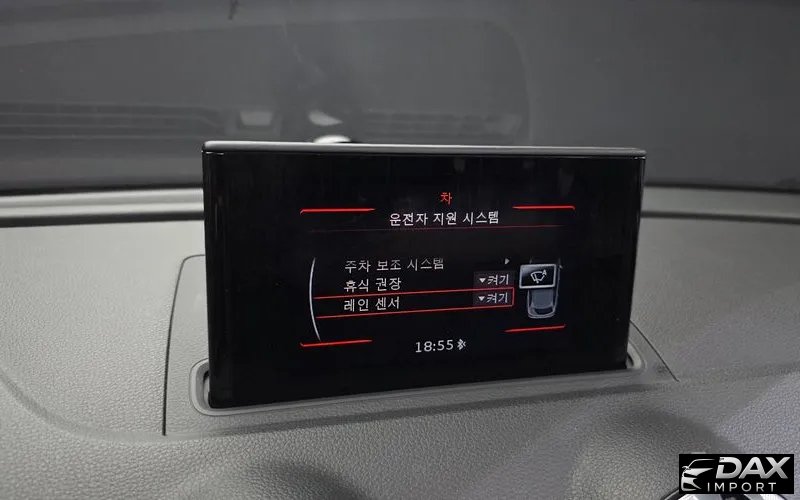 차
운전자 지원 시스템
주차 보조 시스템
휴식 권장 켜기
레인 센서 켜기
18:55
DAX
IMPORT